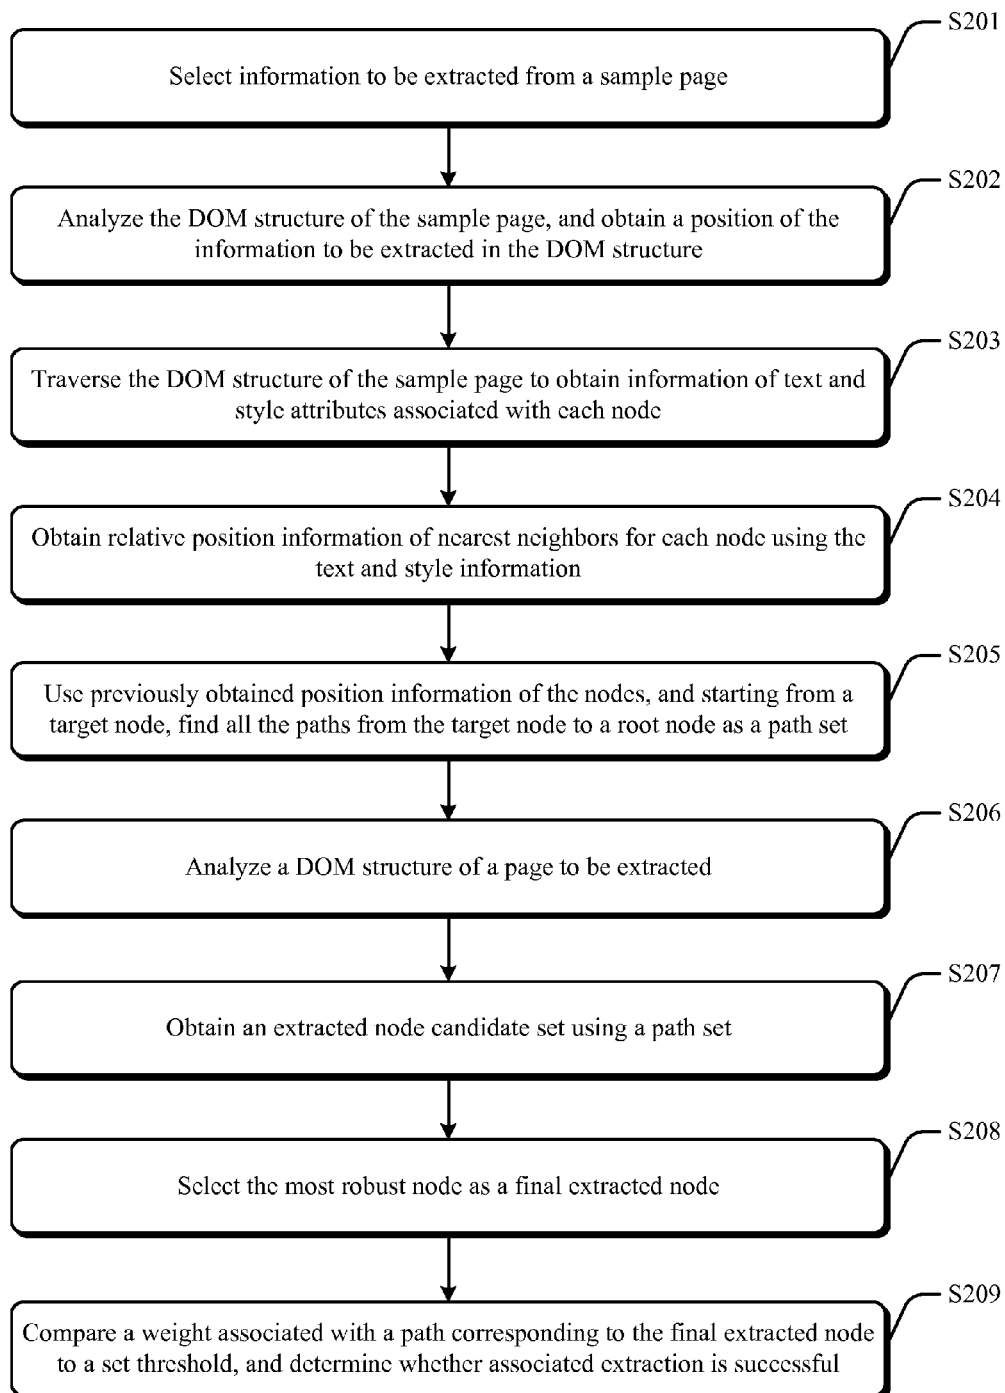 S201
Select information to be extracted from a sample page
S202
Analyze the DOM structure of the sample page, and obtain a position of the
information to be extracted in the DOM structure
S203
Traverse the DOM structure of the sample page to obtain information of text and
style attributes associated with each node
S204
Obtain relative position information of nearest neighbors for each node using the
text and style information
S205
Use previously obtained position information of the nodes, and starting from a
target node, find all the paths from the target node to a root node as a path set
S206
Analyze a DOM structure of a page to be extracted
S207
Obtain an extracted node candidate set using a path set
S208
Select the most robust node as a final extracted node
S209
Compare a weight associated with a path corresponding to the final extracted node
to a set threshold, and determine whether associated extraction is successful